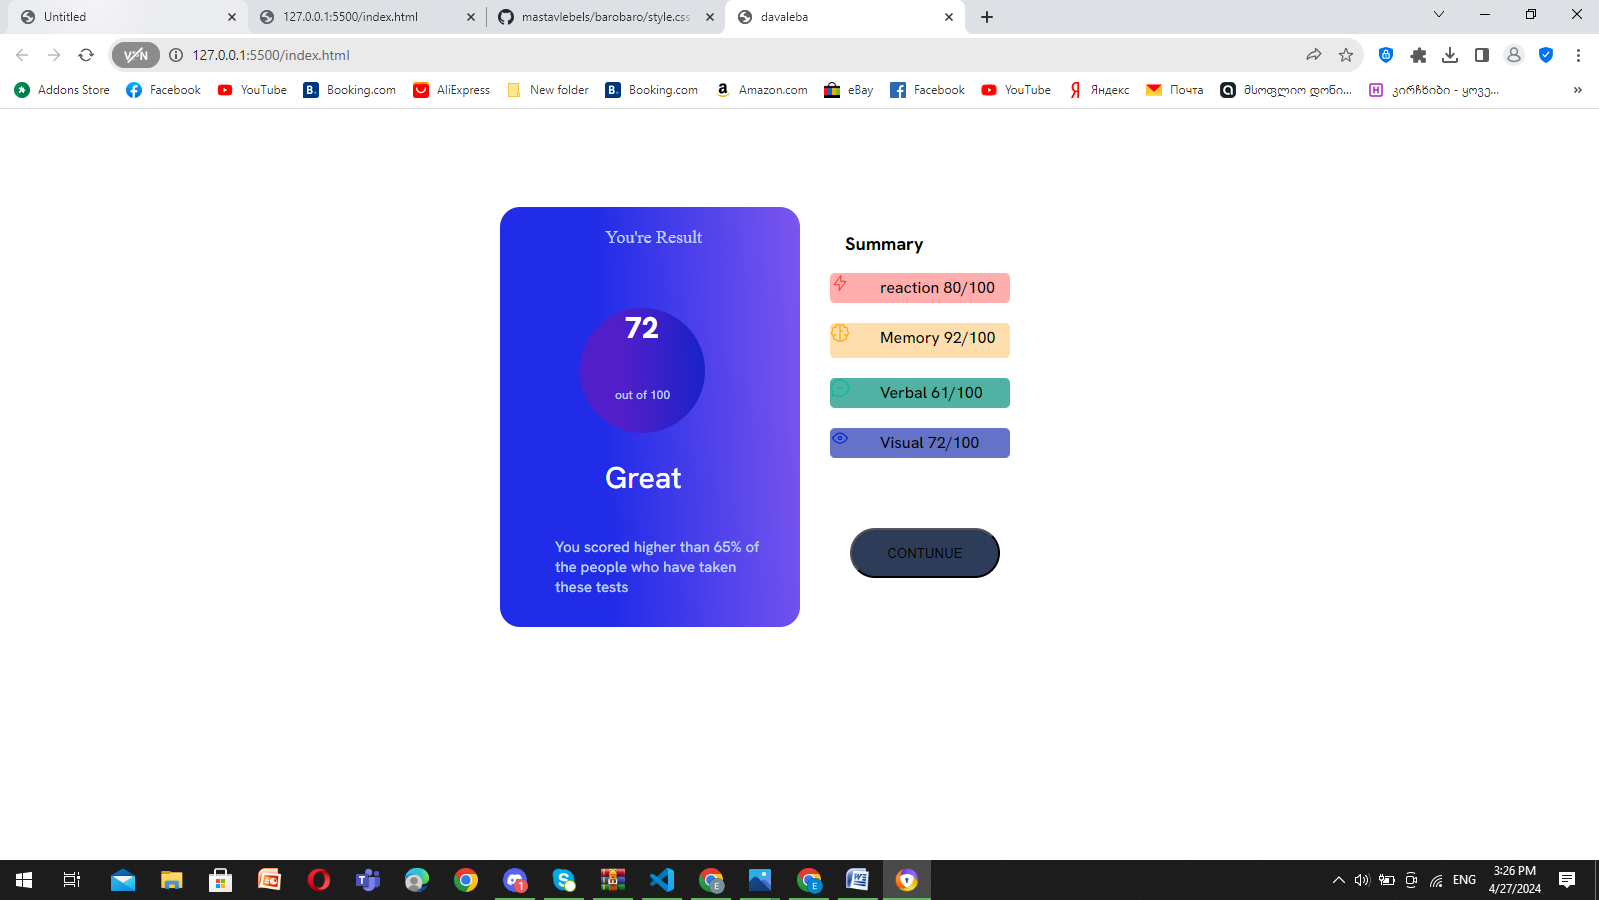 Untitled
127.0.0.1:5500/index.html
mastavlebels/barobaro/style.css
davaleba
VPN
127.0.0.1:5500/index.html
Addons Store
Facebook
YouTube
Booking.com
AliExpress
New folder
Booking.com
Amazon.com
eBay
Facebook
YouTube
Яндекс
Почта
მსოფლიო დონი...
კირჩხიბი - ყოვე...
You're Result
72
out of 100
Great
You scored higher than 65% of
the people who have taken
these tests
Summary
reaction 80/100
Memory 92/100
Verbal 61/100
Visual 72/100
CONTUNUE
ENG
3:26 PM
4/27/2024